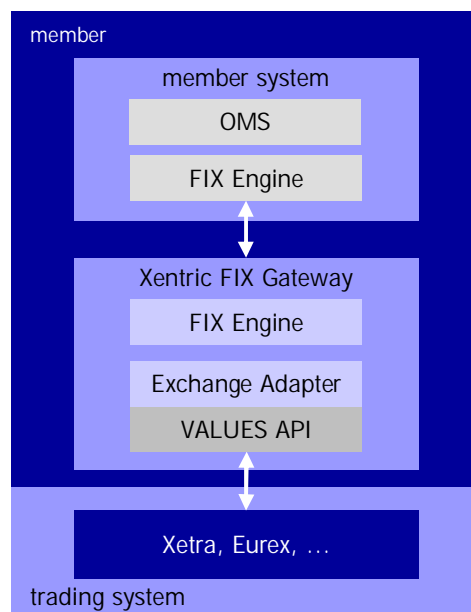 member
member system
OMS
FIX Engine
Xentric FIX Gateway
FIX Engine
Exchange Adapter
VALUES API
Xetra, Eurex, …
trading system